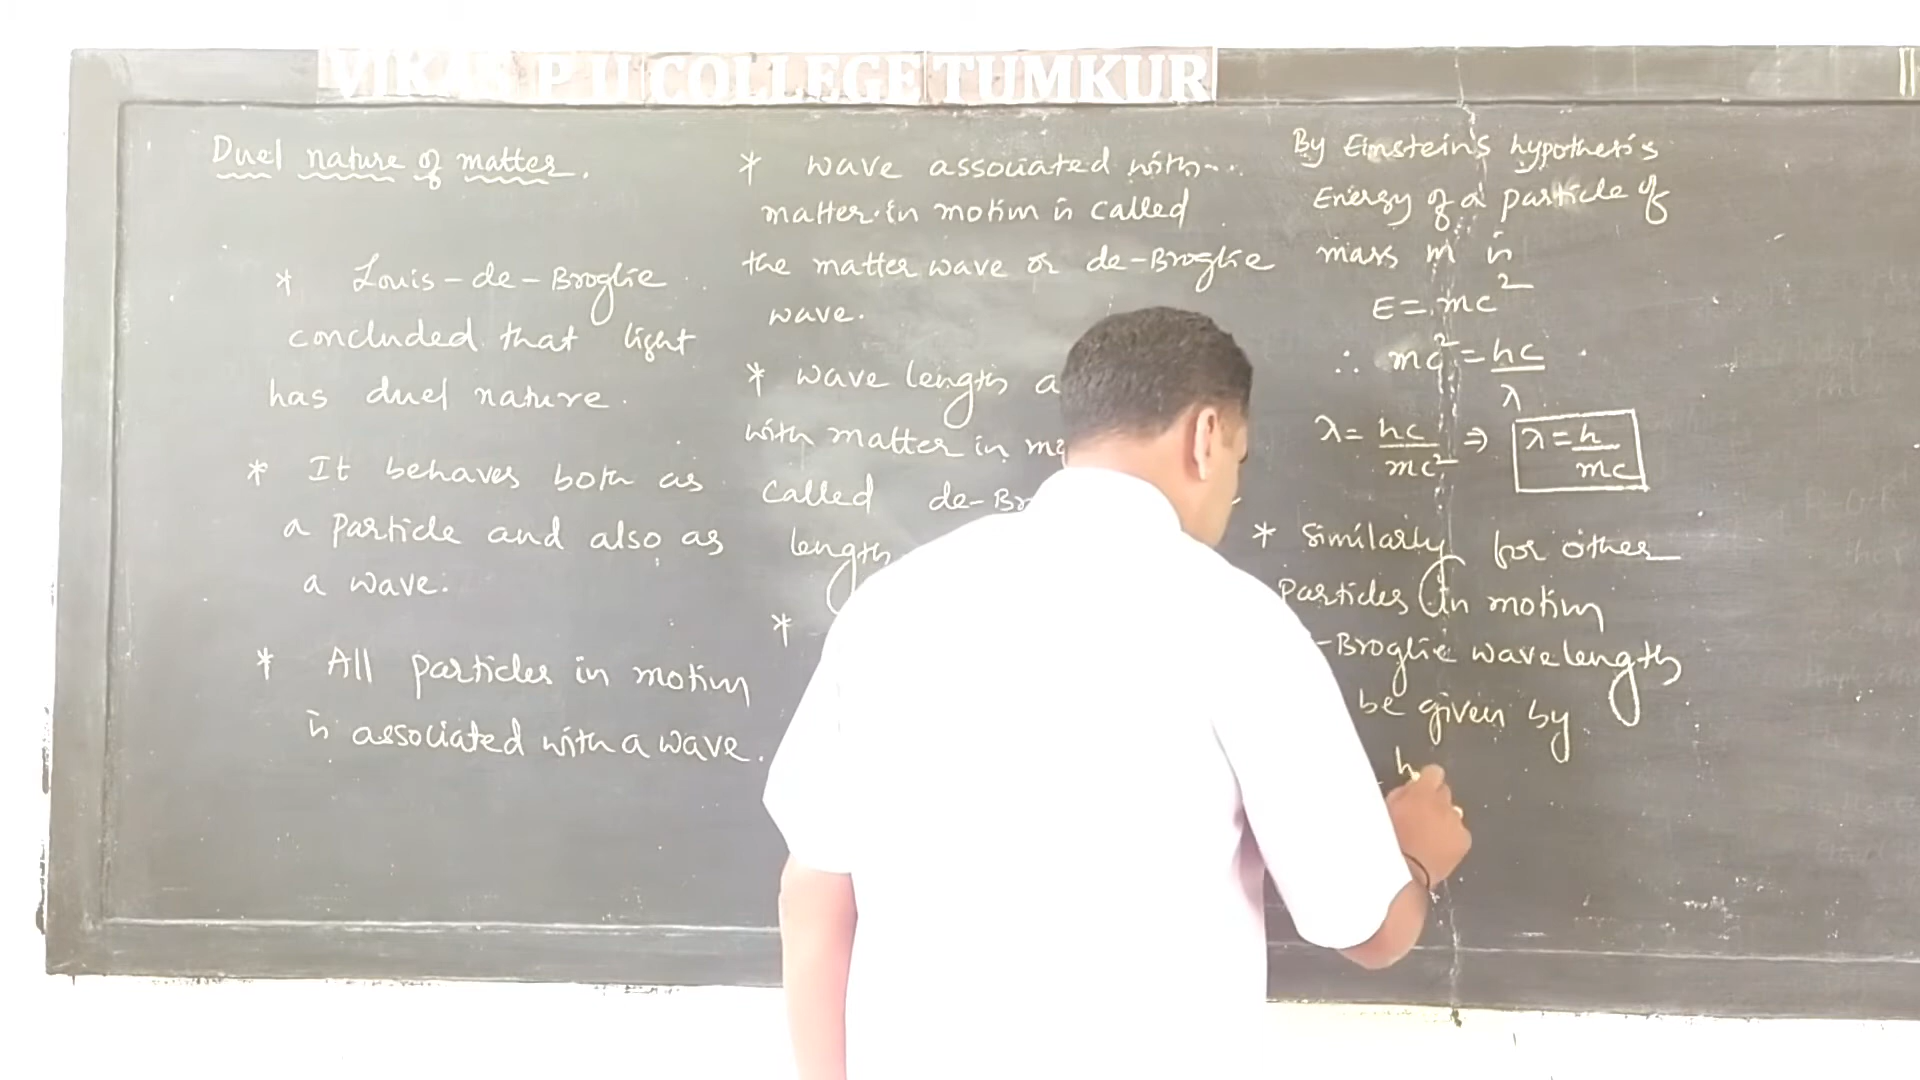 VIKAS P U COLLEGE TUMKUR
Duel nature of matter.
* Louis-de-Broglie
concluded that light
has duel nature.
* It behaves both as
a particle and also as
a wave.
* All particles in motion
is associated with a wave.
* wave associated with...
matter in motion is called
the matter wave or de-Broglie
wave.
* wave length
with matter in
called de-
length
*
By Einstein's hypothesis
Energy of a particle of
mass m is
E = mc²
∴ mc² = hc/λ
λ = hc/mc² ⇒ λ = h/mc
* Similarly for other
Particles in motion
-Broglie wavelength
be given by
h